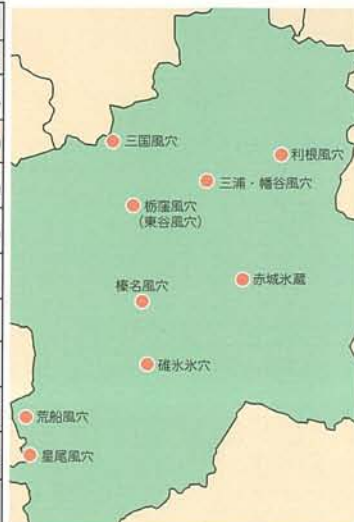 三国風穴
利根風穴
三浦・幡谷風穴
栃窪風穴
(東谷風穴)
赤城氷蔵
榛名風穴
碓氷氷穴
荒船風穴
星尾風穴